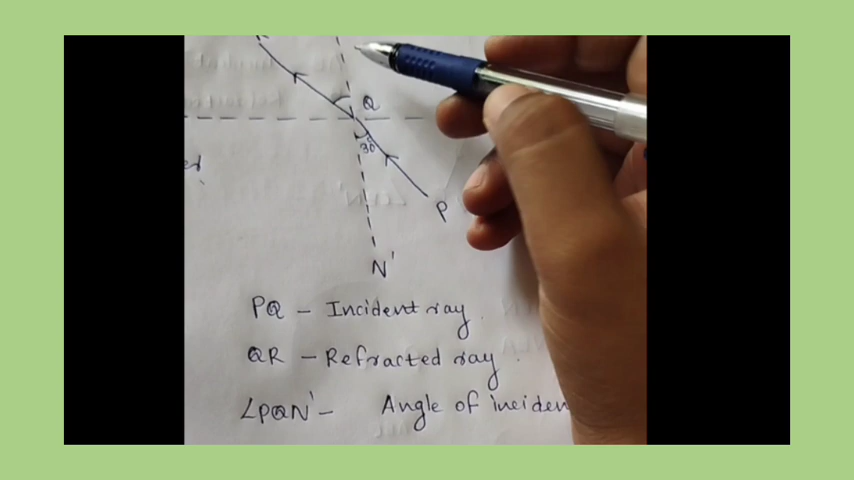 Q
30°
P
N'
PQ - Incident ray
QR - Refracted ray
∠PQN' - Angle of inciden